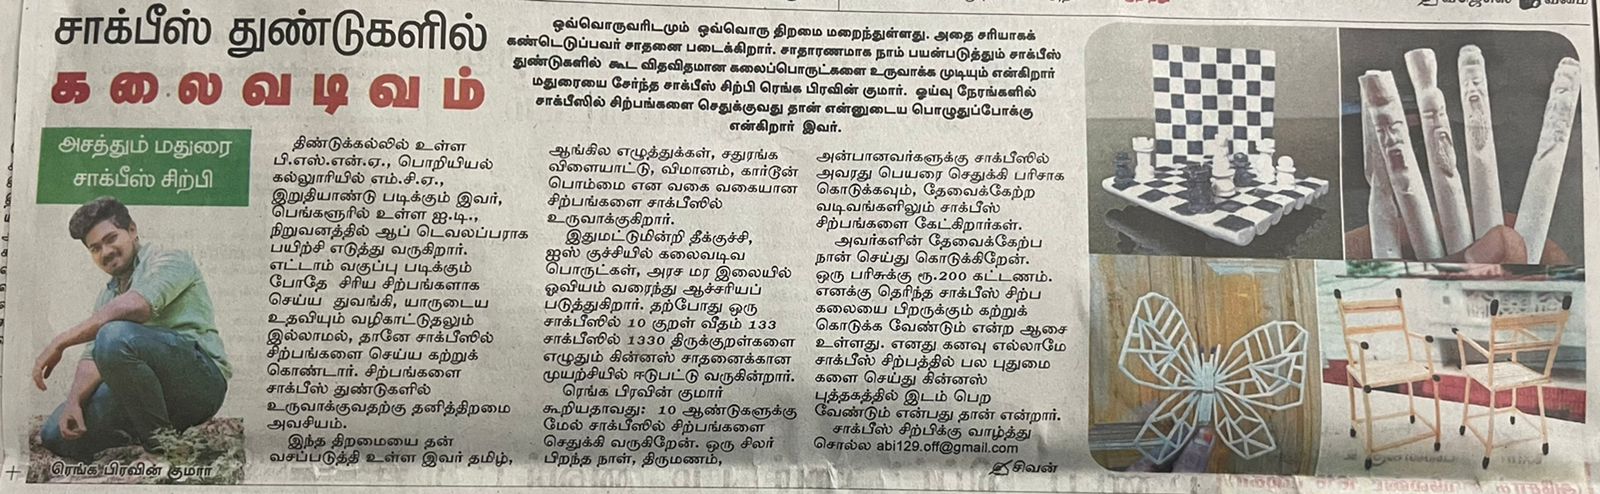 சாக்பீஸ் துண்டுகளில்
கலைவடிவம்
ஒவ்வொருவரிடமும் ஒவ்வொரு திறமை மறைந்துள்ளது. அதை சரியாகக்
கண்டெடுப்பவர் சாதனை படைக்கிறார். சாதாரணமாக நாம் பயன்படுத்தும் சாக்பீஸ்
துண்டுகளில் கூட விதவிதமான கலைப்பொருட்களை உருவாக்க முடியும் என்கிறார்
மதுரையை சேர்ந்த சாக்பீஸ் சிற்பி ரெங்க பிரவின் குமார். ஓய்வு நேரங்களில்
சாக்பீஸில் சிற்பங்களை செதுக்குவது தான் என்னுடைய பொழுதுப்போக்கு
என்கிறார் இவர்.
அசத்தும் மதுரை
சாக்பீஸ் சிற்பி
ரெங்க பிரவின் குமார்
திண்டுக்கல்லில் உள்ள
பி.எஸ்.என்.ஏ., பொறியியல்
கல்லூரியில் எம்.சி.ஏ.,
இறுதியாண்டு படிக்கும் இவர்,
பெங்களூரில் உள்ள ஐ.டி.,
நிறுவனத்தில் ஆப் டெவலப்பராக
பயிற்சி எடுத்து வருகிறார்.
எட்டாம் வகுப்பு படிக்கும்
போதே சிரிய சிற்பங்களாக
செய்ய துவங்கி, யாருடைய
உதவியும் வழிகாட்டுதலும்
இல்லாமல், தானே சாக்பீஸில்
சிற்பங்களை செய்ய கற்றுக்
கொண்டார். சிற்பங்களை
சாக்பீஸ் துண்டுகளில்
உருவாக்குவதற்கு தனித்திறமை
அவசியம்.
இந்த திறமையை தன்
வசப்படுத்தி உள்ள இவர் தமிழ்,
ஆங்கில எழுத்துக்கள், சதுரங்க
விளையாட்டு, விமானம், கார்டூன்
பொம்மை என வகை வகையான
சிற்பங்களை சாக்பீஸில்
உருவாக்குகிறார்.
இதுமட்டுமின்றி தீக்குச்சி,
ஐஸ் குச்சியில் கலைவடிவ
பொருட்கள், அரச மர இலையில்
ஓவியம் வரைந்து ஆச்சரியப்
படுத்துகிறார். தற்போது ஒரு
சாக்பீஸில் 10 குறள் வீதம் 133
சாக்பீஸில் 1330 திருக்குறள்களை
எழுதும் கின்னஸ் சாதனைக்கான
முயற்சியில் ஈடுபட்டு வருகின்றார்.
ரெங்க பிரவின் குமார்
கூறியதாவது: 10 ஆண்டுகளுக்கு
மேல் சாக்பீஸில் சிற்பங்களை
செதுக்கி வருகிறேன். ஒரு சிலர்
பிறந்த நாள், திருமணம்,
அன்பானவர்களுக்கு சாக்பீஸில்
அவரது பெயரை செதுக்கி பரிசாக
கொடுக்கவும், தேவைக்கேற்ற
வடிவங்களிலும் சாக்பீஸ்
சிற்பங்களை கேட்கிறார்கள்.
அவர்களின் தேவைக்கேற்ப
நான் செய்து கொடுக்கிறேன்.
ஒரு பரிசுக்கு ரூ.200 கட்டணம்.
எனக்கு தெரிந்த சாக்பீஸ் சிற்ப
கலையை பிறருக்கும் கற்றுக்
கொடுக்க வேண்டும் என்ற ஆசை
உள்ளது. எனது கனவு எல்லாமே
சாக்பீஸ் சிற்பத்தில் பல புதுமை
களை செய்து கின்னஸ்
புத்தகத்தில் இடம் பெற
வேண்டும் என்பது தான் என்றார்.
சாக்பீஸ் சிற்பிக்கு வாழ்த்து
சொல்ல abi129.off@gmail.com
சிவன்